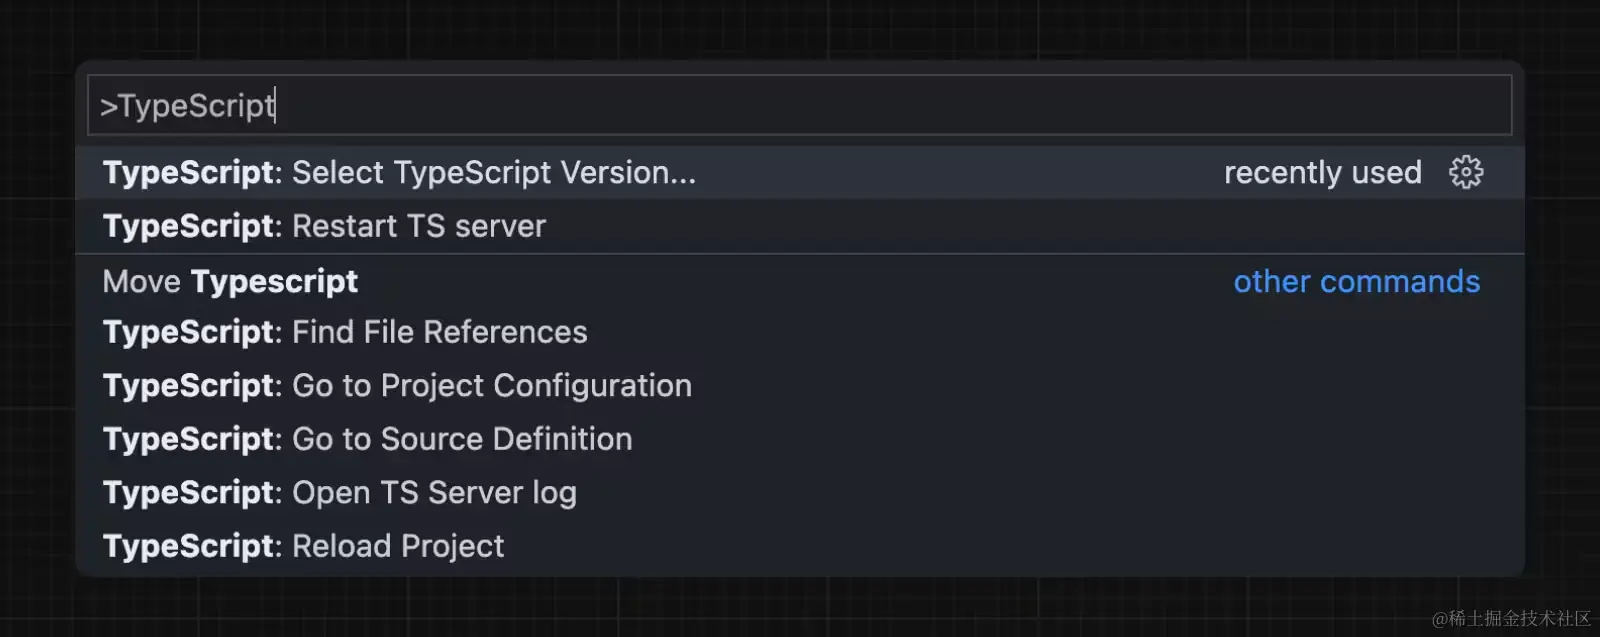 >TypeScript
TypeScript: Select TypeScript Version... recently used
TypeScript: Restart TS server
Move Typescript other commands
TypeScript: Find File References
TypeScript: Go to Project Configuration
TypeScript: Go to Source Definition
TypeScript: Open TS Server log
TypeScript: Reload Project
@稀土掘金技术社区